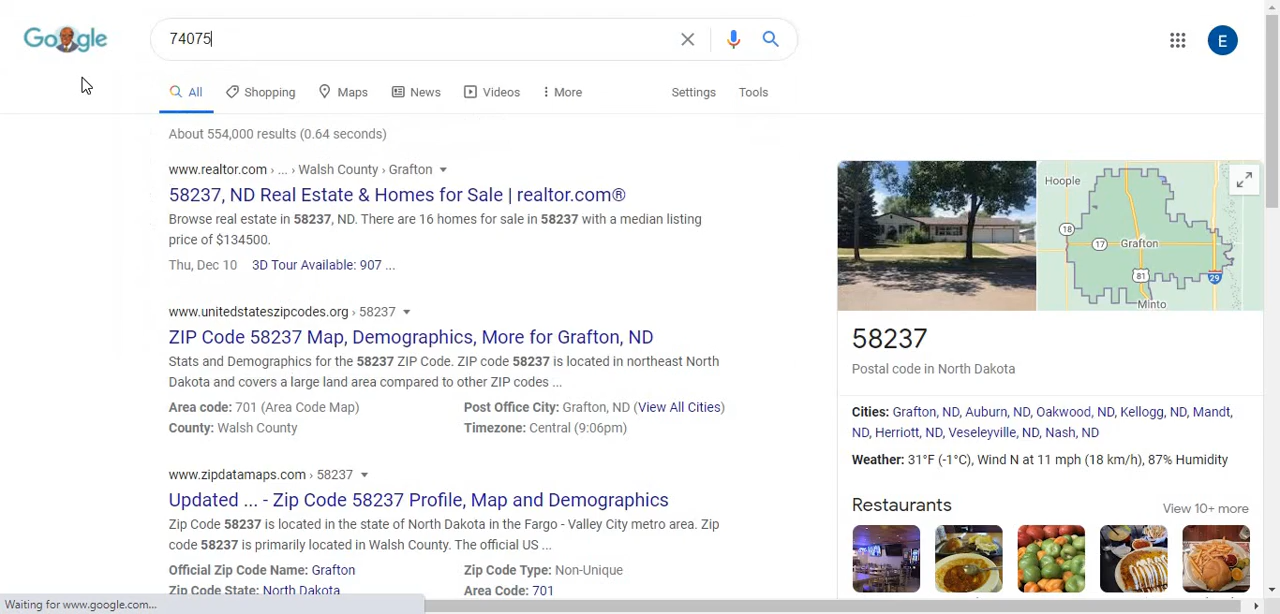 Google
74075
E
All
Shopping
Maps
News
Videos
More
Settings
Tools
About 554,000 results (0.64 seconds)
www.realtor.com › ... › Walsh County › Grafton
58237, ND Real Estate & Homes for Sale | realtor.com®
Browse real estate in 58237, ND. There are 16 homes for sale in 58237 with a median listing
price of $134500.
Thu, Dec 10 3D Tour Available: 907 ...
www.unitedstateszipcodes.org › 58237
ZIP Code 58237 Map, Demographics, More for Grafton, ND
Stats and Demographics for the 58237 ZIP Code. ZIP code 58237 is located in northeast North
Dakota and covers a large land area compared to other ZIP codes ...
Area code: 701 (Area Code Map)
Post Office City: Grafton, ND (View All Cities)
County: Walsh County
Timezone: Central (9:06pm)
www.zipdatamaps.com › 58237
Updated ... - Zip Code 58237 Profile, Map and Demographics
Zip Code 58237 is located in the state of North Dakota in the Fargo - Valley City metro area. Zip
code 58237 is primarily located in Walsh County. The official US ...
Official Zip Code Name: Grafton
Zip Code Type: Non-Unique
Zip Code State: North Dakota
Area Code: 701
Hoople
18
17
Grafton
81
29
Minto
58237
Postal code in North Dakota
Cities: Grafton, ND, Auburn, ND, Oakwood, ND, Kellogg, ND, Mandt,
ND, Herriott, ND, Veseleyville, ND, Nash, ND
Weather: 31°F (-1°C), Wind N at 11 mph (18 km/h), 87% Humidity
Restaurants
View 10+ more
Waiting for www.google.com...